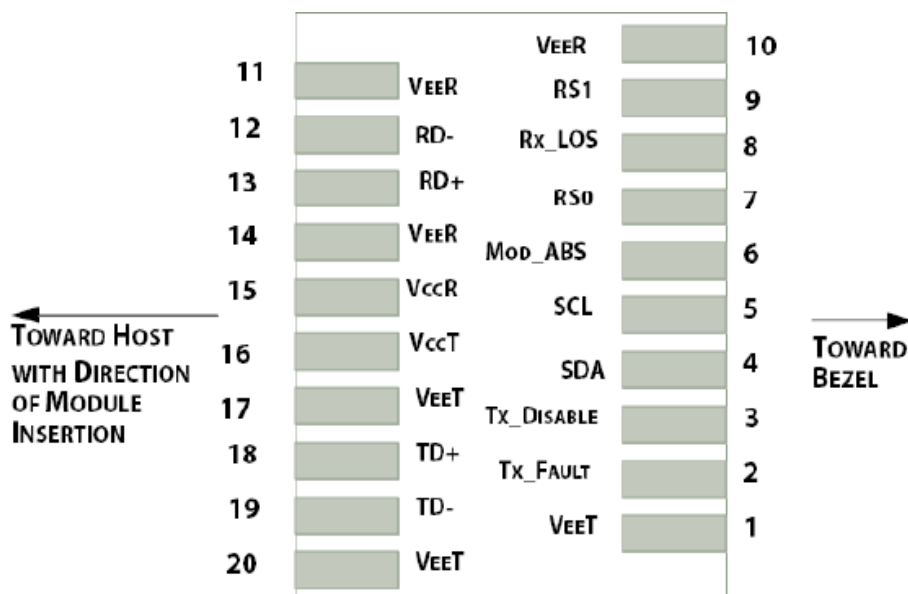 VEER 10
11 VEER
RS1 9
12 RD-
Rx_LOS 8
13 RD+
RS0 7
14 VEER
MOD_ABS 6
15 VCCR
SCL 5
16 VCCT
SDA 4
17 VEET
TX_DISABLE 3
18 TD+
TX_FAULT 2
19 TD-
VEET 1
20 VEET
TOWARD HOST
WITH DIRECTION
OF MODULE
INSERTION
TOWARD
BEZEL